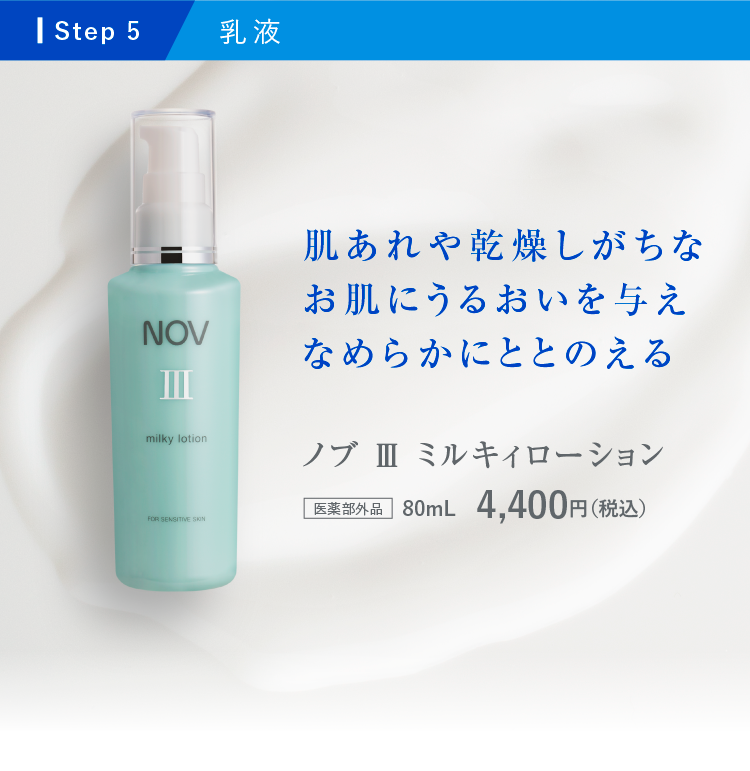 Step 5 乳液
肌あれや乾燥しがちな
お肌にうるおいを与え
なめらかにととのえる
NOV
III
milky lotion
FOR SENSITIVE SKIN
ノブ Ⅲ ミルキィローション
医薬部外品 80mL 4,400円(税込)